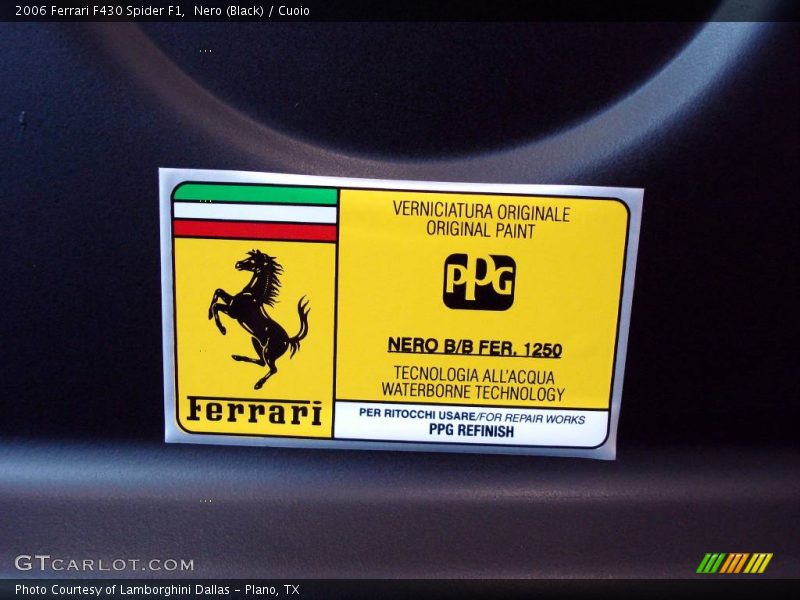 2006 Ferrari F430 Spider F1,  Nero (Black) / Cuoio
VERNICIATURA ORIGINALE
ORIGINAL PAINT
PPG
NERO B/B FER. 1250
TECNOLOGIA ALL'ACQUA
WATERBORNE TECHNOLOGY
Ferrari
PER RITOCCHI USARE/FOR REPAIR WORKS
PPG REFINISH
GTCARLOT.COM
Photo Courtesy of Lamborghini Dallas - Plano, TX